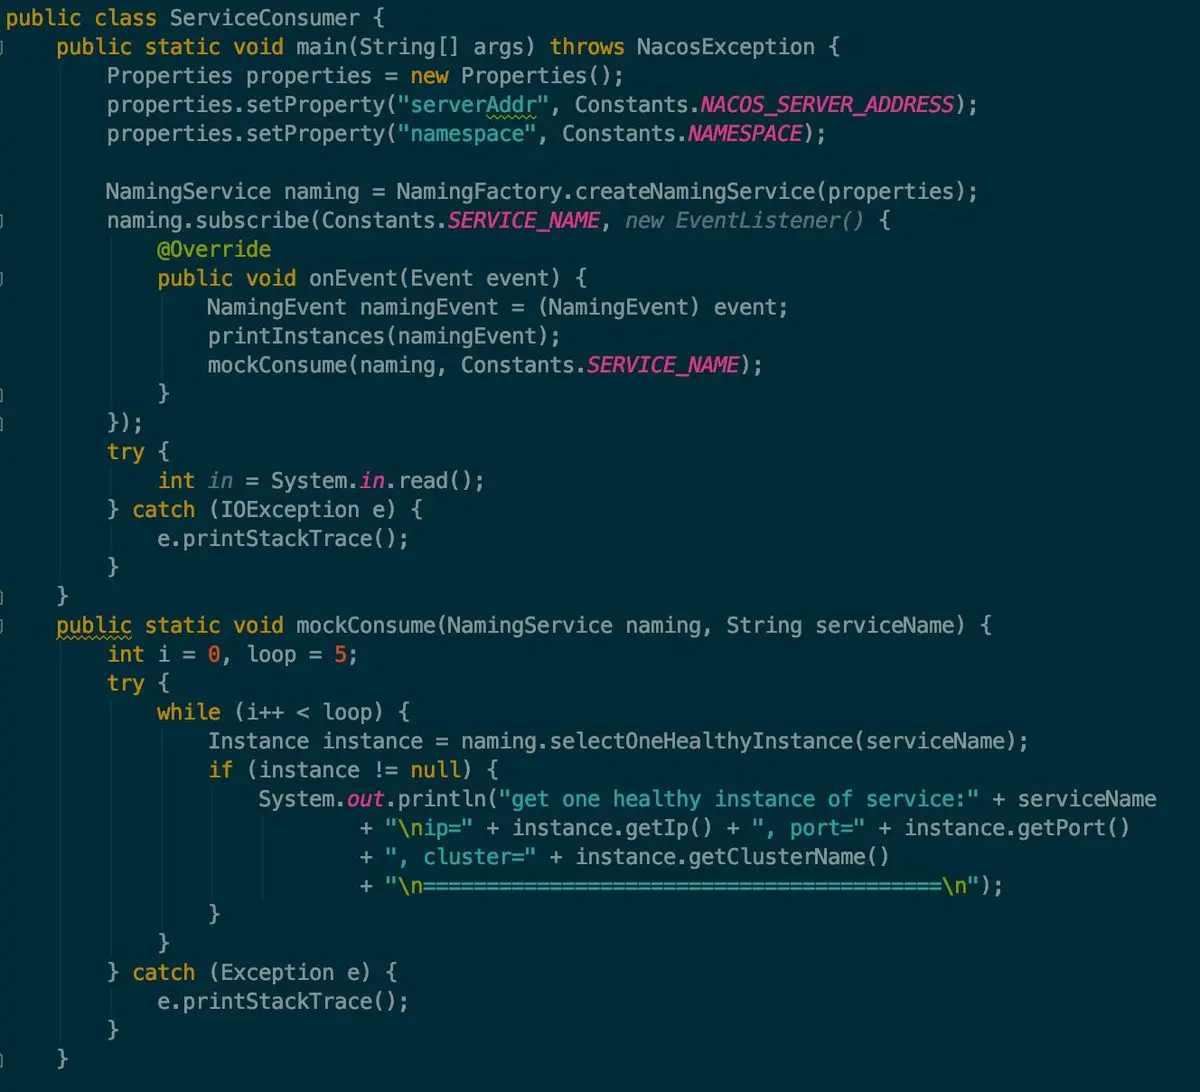 public class ServiceConsumer {
    public static void main(String[] args) throws NacosException {
        Properties properties = new Properties();
        properties.setProperty("serverAddr", Constants.NACOS_SERVER_ADDRESS);
        properties.setProperty("namespace", Constants.NAMESPACE);

        NamingService naming = NamingFactory.createNamingService(properties);
        naming.subscribe(Constants.SERVICE_NAME, new EventListener() {
            @Override
            public void onEvent(Event event) {
                NamingEvent namingEvent = (NamingEvent) event;
                printInstances(namingEvent);
                mockConsume(naming, Constants.SERVICE_NAME);
            }
        });
        try {
            int in = System.in.read();
        } catch (IOException e) {
            e.printStackTrace();
        }
    }
    public static void mockConsume(NamingService naming, String serviceName) {
        int i = 0, loop = 5;
        try {
            while (i++ < loop) {
                Instance instance = naming.selectOneHealthyInstance(serviceName);
                if (instance != null) {
                    System.out.println("get one healthy instance of service:" + serviceName
                            + "\nip=" + instance.getIp() + ", port=" + instance.getPort()
                            + ", cluster=" + instance.getClusterName()
                            + "\n=========================================\n");
                }
            }
        } catch (Exception e) {
            e.printStackTrace();
        }
    }